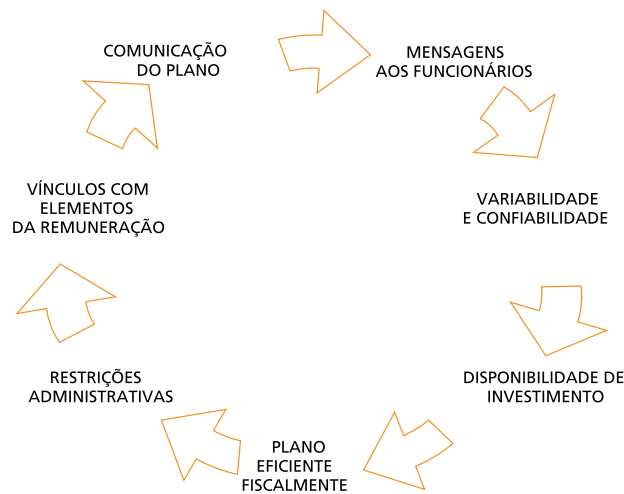 COMUNICAÇÃO
DO PLANO
MENSAGENS
AOS FUNCIONÁRIOS
VARIABILIDADE
E CONFIABILIDADE
DISPONIBILIDADE DE
INVESTIMENTO
PLANO
EFICIENTE
FISCALMENTE
RESTRIÇÕES
ADMINISTRATIVAS
VÍNCULOS COM
ELEMENTOS
DA REMUNERAÇÃO